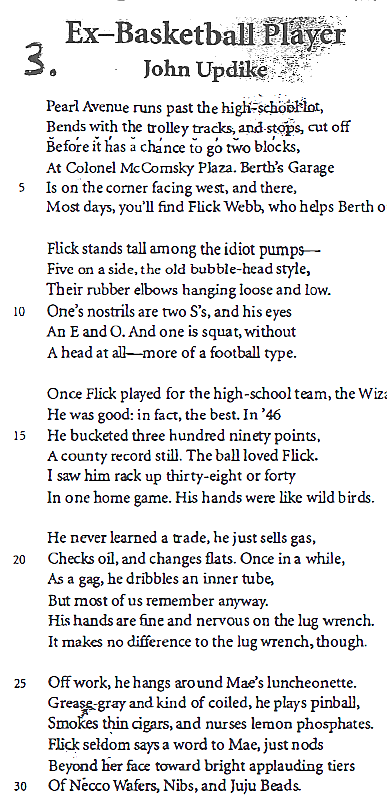 Ex–Basketball Player
3.
John Updike
Pearl Avenue runs past the high-school lot,
Bends with the trolley tracks, and stops, cut off
Before it has a chance to go two blocks,
At Colonel McComsky Plaza. Berth's Garage
5 Is on the corner facing west, and there,
Most days, you'll find Flick Webb, who helps Berth o
Flick stands tall among the idiot pumps—
Five on a side, the old bubble-head style,
Their rubber elbows hanging loose and low.
10 One's nostrils are two S's, and his eyes
An E and O. And one is squat, without
A head at all—more of a football type.
Once Flick played for the high-school team, the Wiza
He was good: in fact, the best. In '46
15 He bucketed three hundred ninety points,
A county record still. The ball loved Flick.
I saw him rack up thirty-eight or forty
In one home game. His hands were like wild birds.
He never learned a trade, he just sells gas,
20 Checks oil, and changes flats. Once in a while,
As a gag, he dribbles an inner tube,
But most of us remember anyway.
His hands are fine and nervous on the lug wrench.
It makes no difference to the lug wrench, though.
25 Off work, he hangs around Mae's luncheonette.
Grease-gray and kind of coiled, he plays pinball,
Smokes thin cigars, and nurses lemon phosphates.
Flick seldom says a word to Mae, just nods
Beyond her face toward bright applauding tiers
30 Of Necco Wafers, Nibs, and Juju Beads.